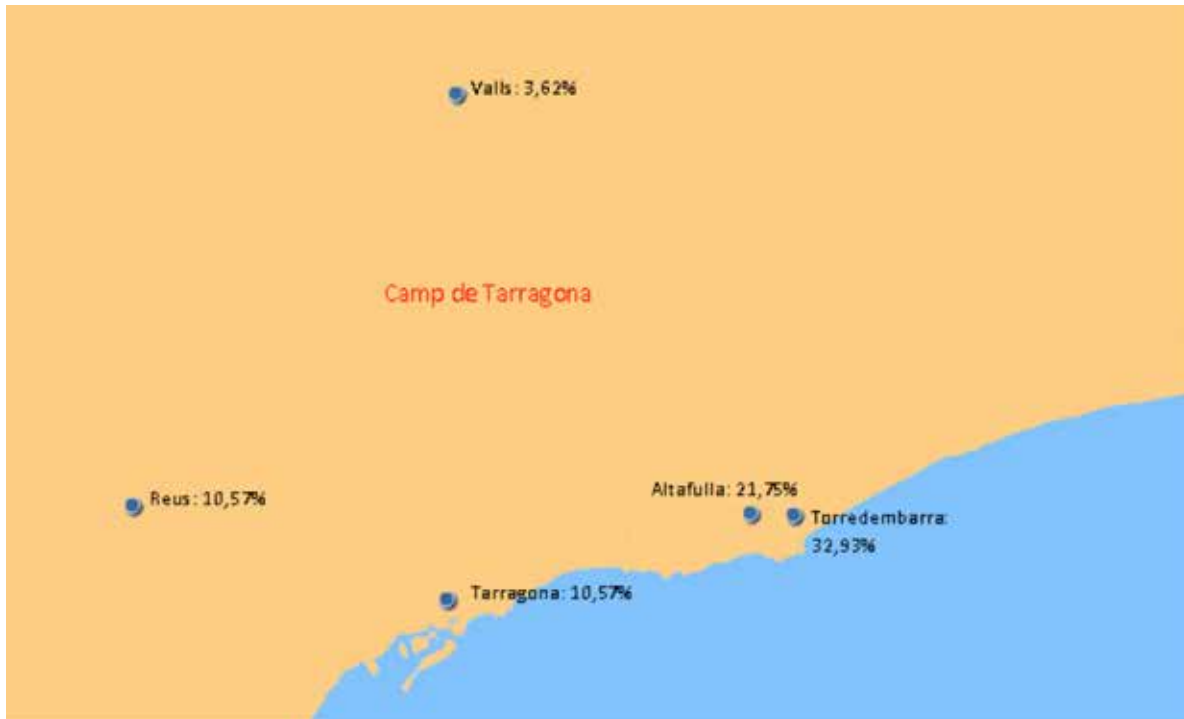 Valls: 3,62%
Camp de Tarragona
Reus: 10,57%
Altafulla: 21,75%
Torredembarra:
32,93%
Tarragona: 10,57%